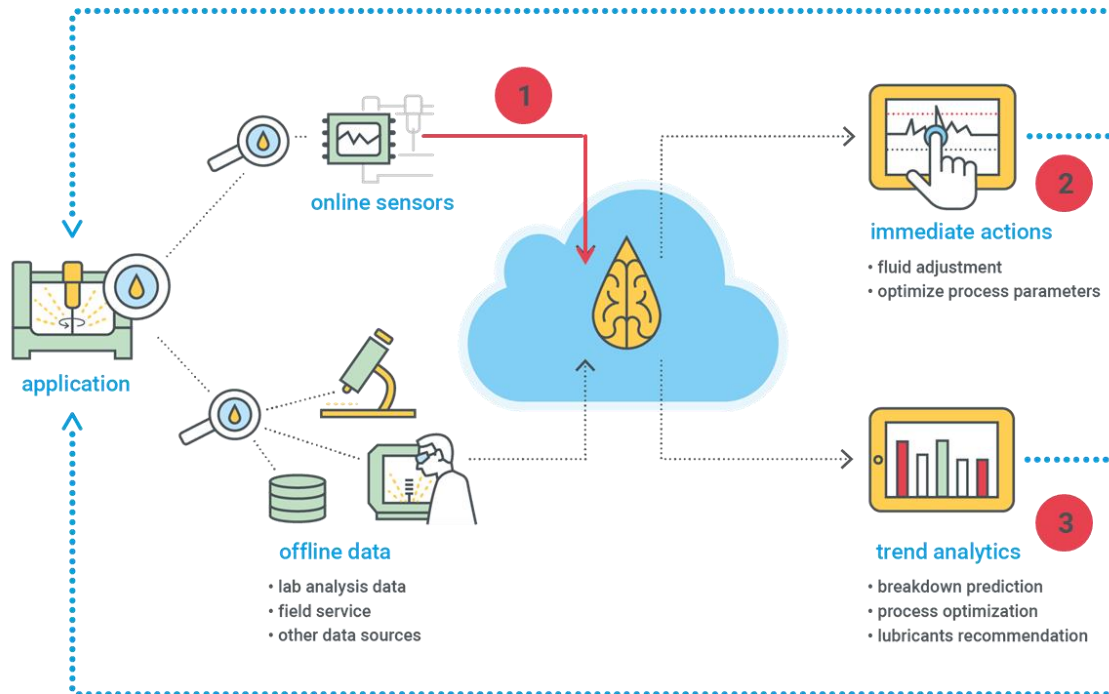 1
online sensors
2
immediate actions
• fluid adjustment
• optimize process parameters
application
offline data
• lab analysis data
• field service
• other data sources
3
trend analytics
• breakdown prediction
• process optimization
• lubricants recommendation